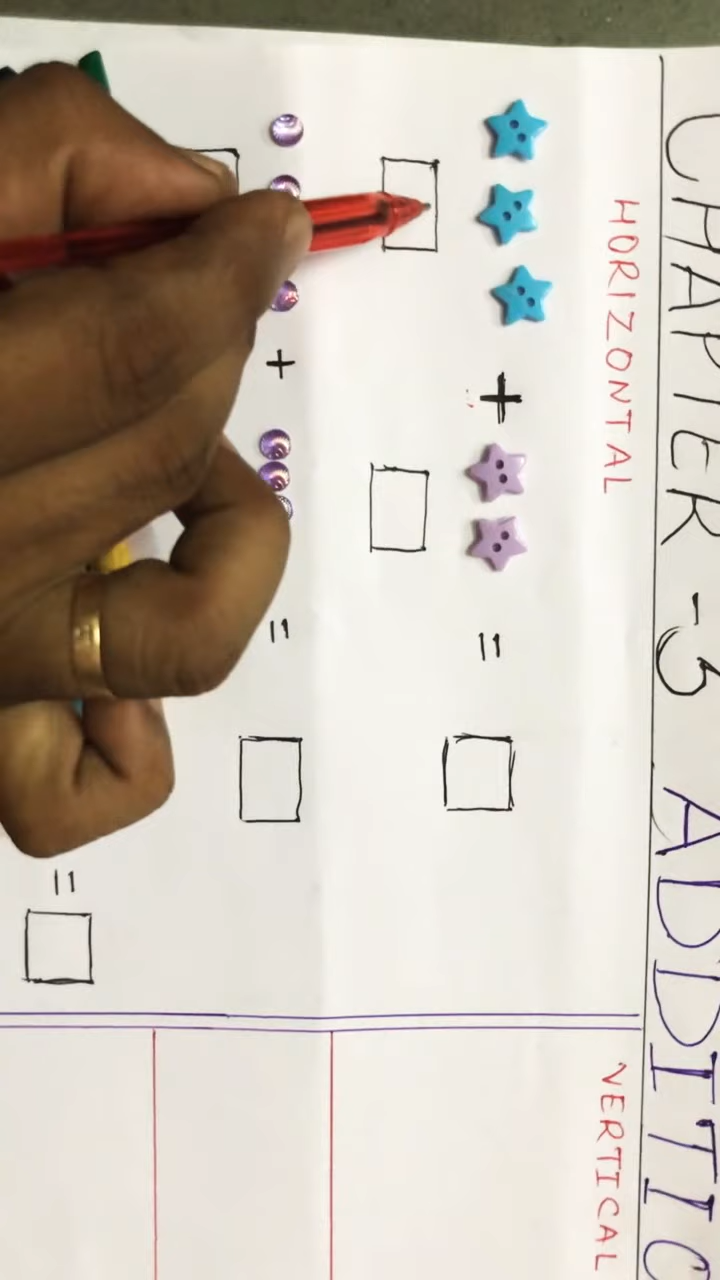 CHAPTER-3 ADDITIO
HORIZONTAL
VERTICAL
+
=
+
=
=